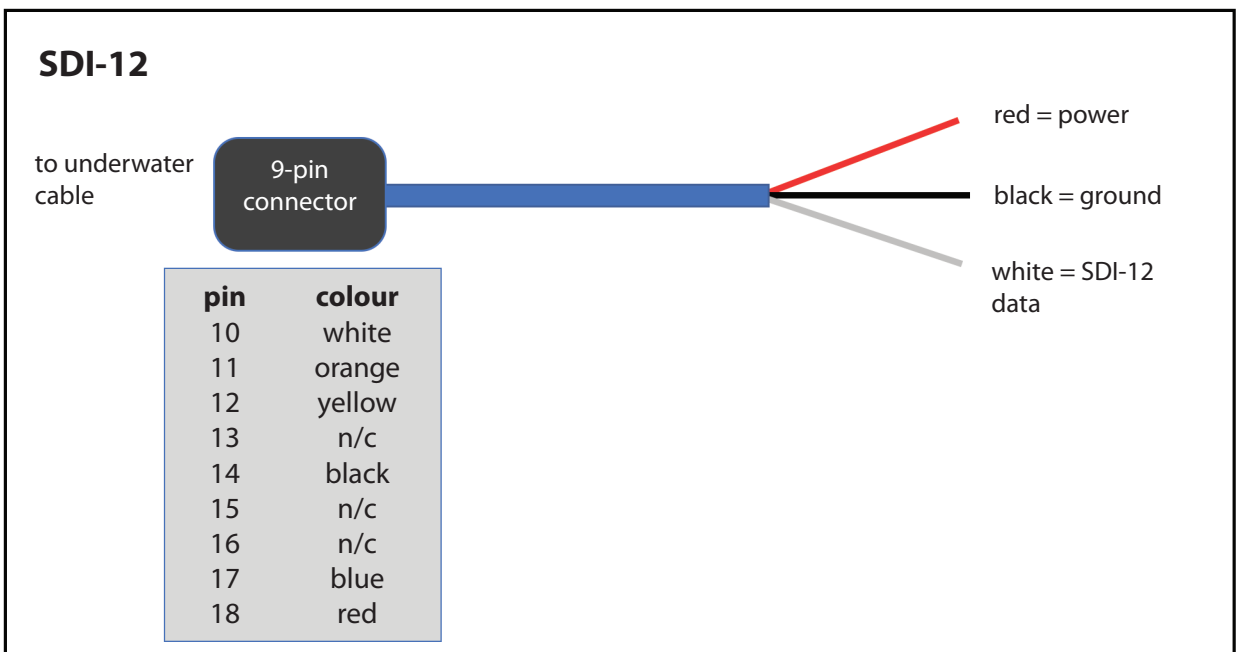 SDI-12
to underwater
cable
9-pin
connector
red = power
black = ground
white = SDI-12
data
pin colour
10 white
11 orange
12 yellow
13 n/c
14 black
15 n/c
16 n/c
17 blue
18 red